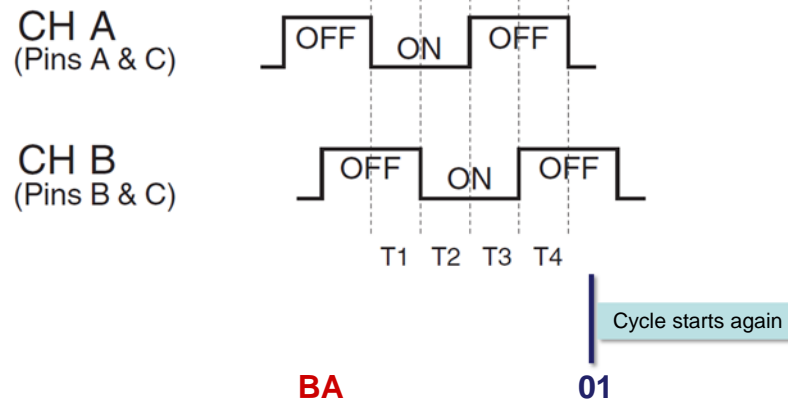 CH A
(Pins A & C)
OFF ON OFF
CH B
(Pins B & C)
OFF ON OFF
T1 T2 T3 T4
Cycle starts again
BA 01